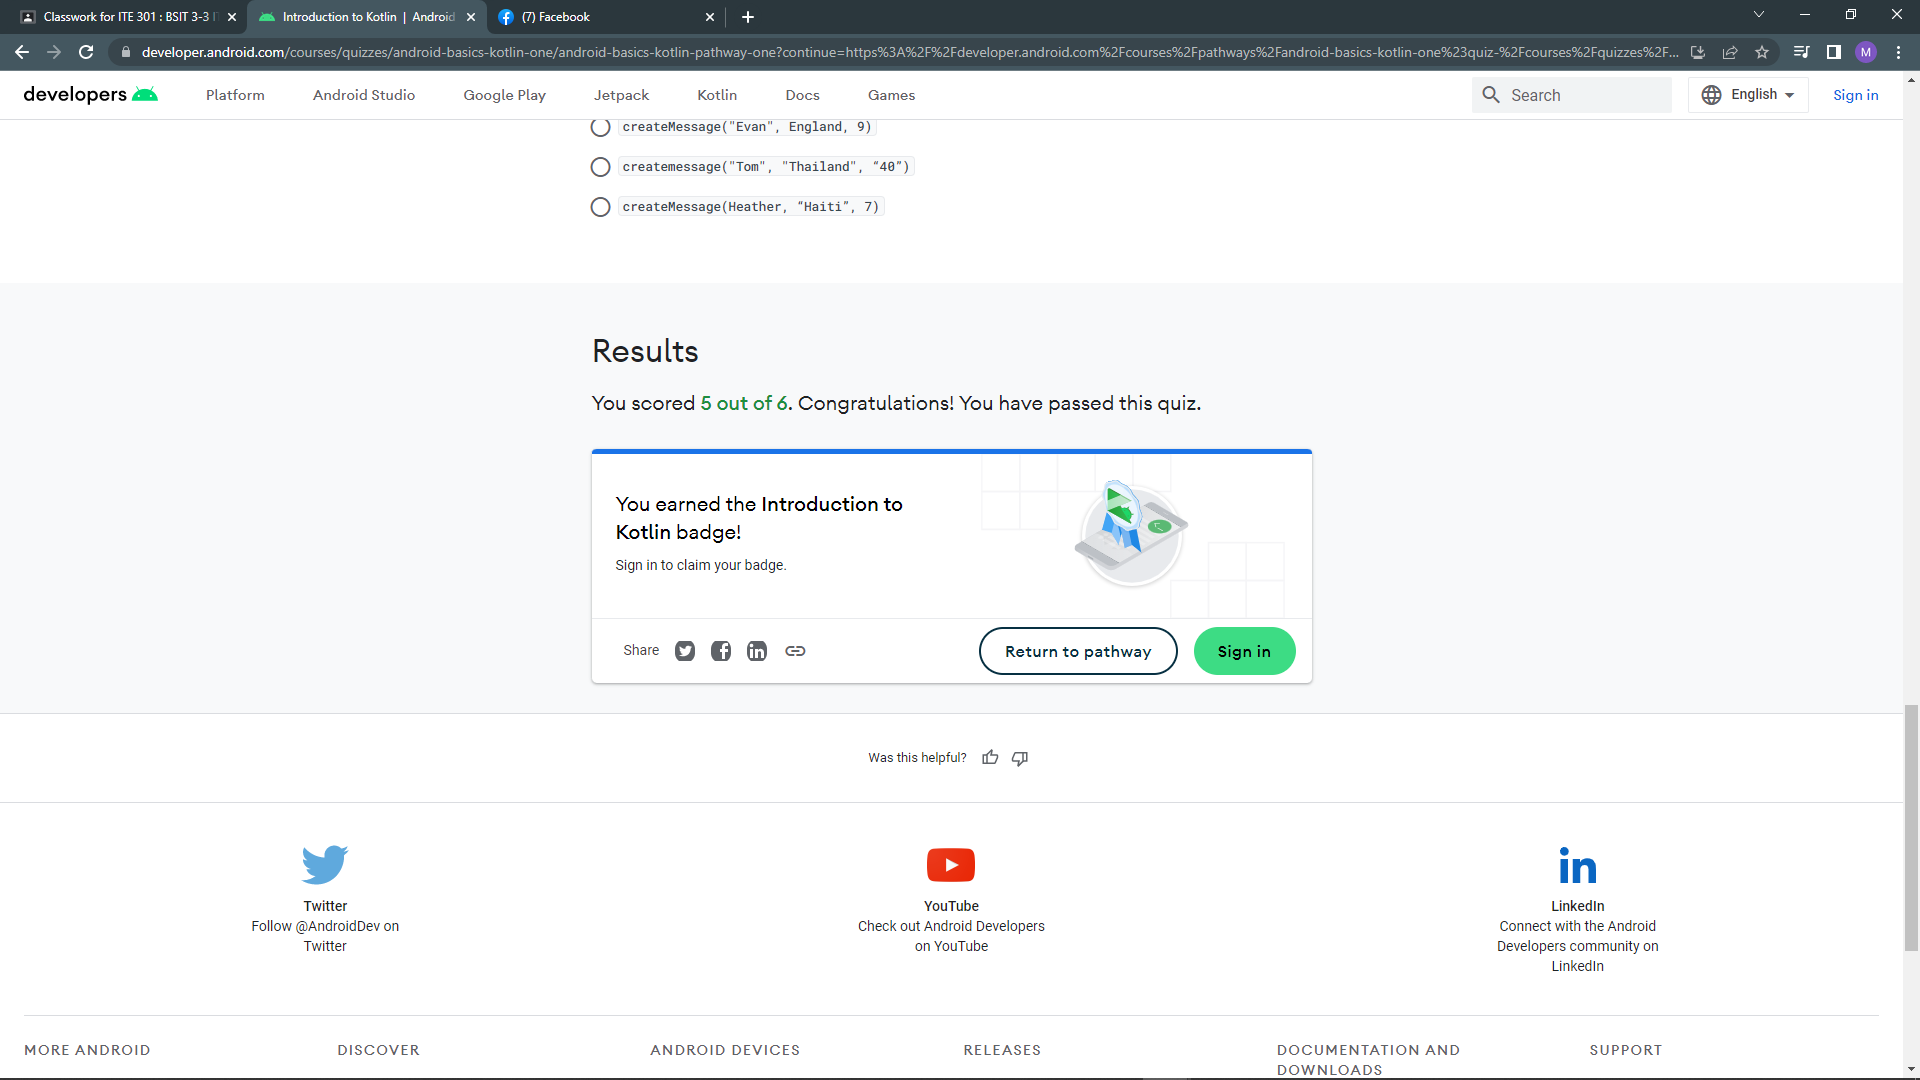 Classwork for ITE 301 : BSIT 3-3
Introduction to Kotlin | Android
(7) Facebook
developer.android.com/courses/quizzes/android-basics-kotlin-one/android-basics-kotlin-pathway-one?continue=https%3A%2F%2Fdeveloper.android.com%2Fcourses%2Fpathways%2Fandroid-basics-kotlin-one%23quiz-%2Fcourses%2Fquizzes%2F...
M
developers
Platform
Android Studio
Google Play
Jetpack
Kotlin
Docs
Games
Search
English
Sign in
createMessage("Evan", England, 9)
createmessage("Tom", "Thailand", “40”)
createMessage(Heather, “Haiti”, 7)
Results
You scored 5 out of 6. Congratulations! You have passed this quiz.
You earned the Introduction to
Kotlin badge!
Sign in to claim your badge.
Share
Return to pathway
Sign in
Was this helpful?
Twitter
Follow @AndroidDev on
Twitter
YouTube
Check out Android Developers
on YouTube
LinkedIn
Connect with the Android
Developers community on
LinkedIn
MORE ANDROID
DISCOVER
ANDROID DEVICES
RELEASES
DOCUMENTATION AND
DOWNLOADS
SUPPORT